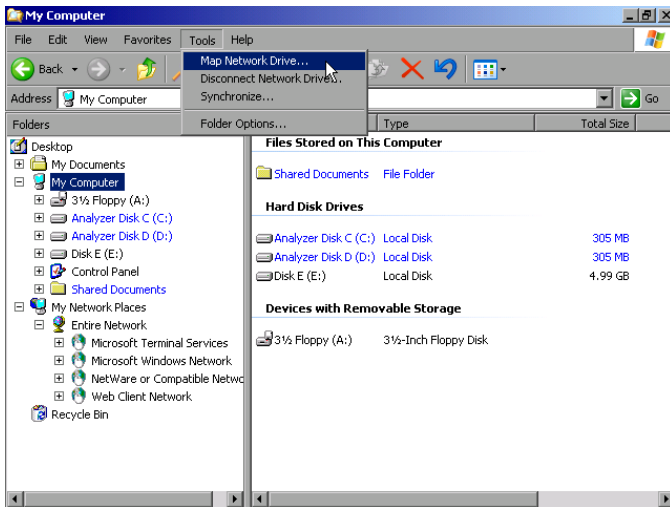 My Computer
File Edit View Favorites Tools Help
Back
Map Network Drive...
Disconnect Network Drive...
Synchronize...
Folder Options...
Address My Computer Go
Folders
Type Total Size
Desktop
My Documents
My Computer
3½ Floppy (A:)
Analyzer Disk C (C:)
Analyzer Disk D (D:)
Disk E (E:)
Control Panel
Shared Documents
My Network Places
Entire Network
Microsoft Terminal Services
Microsoft Windows Network
NetWare or Compatible Netwo
Web Client Network
Recycle Bin
Files Stored on This Computer
Shared Documents File Folder
Hard Disk Drives
Analyzer Disk C (C:) Local Disk 305 MB
Analyzer Disk D (D:) Local Disk 305 MB
Disk E (E:) Local Disk 4.99 GB
Devices with Removable Storage
3½ Floppy (A:) 3½-Inch Floppy Disk